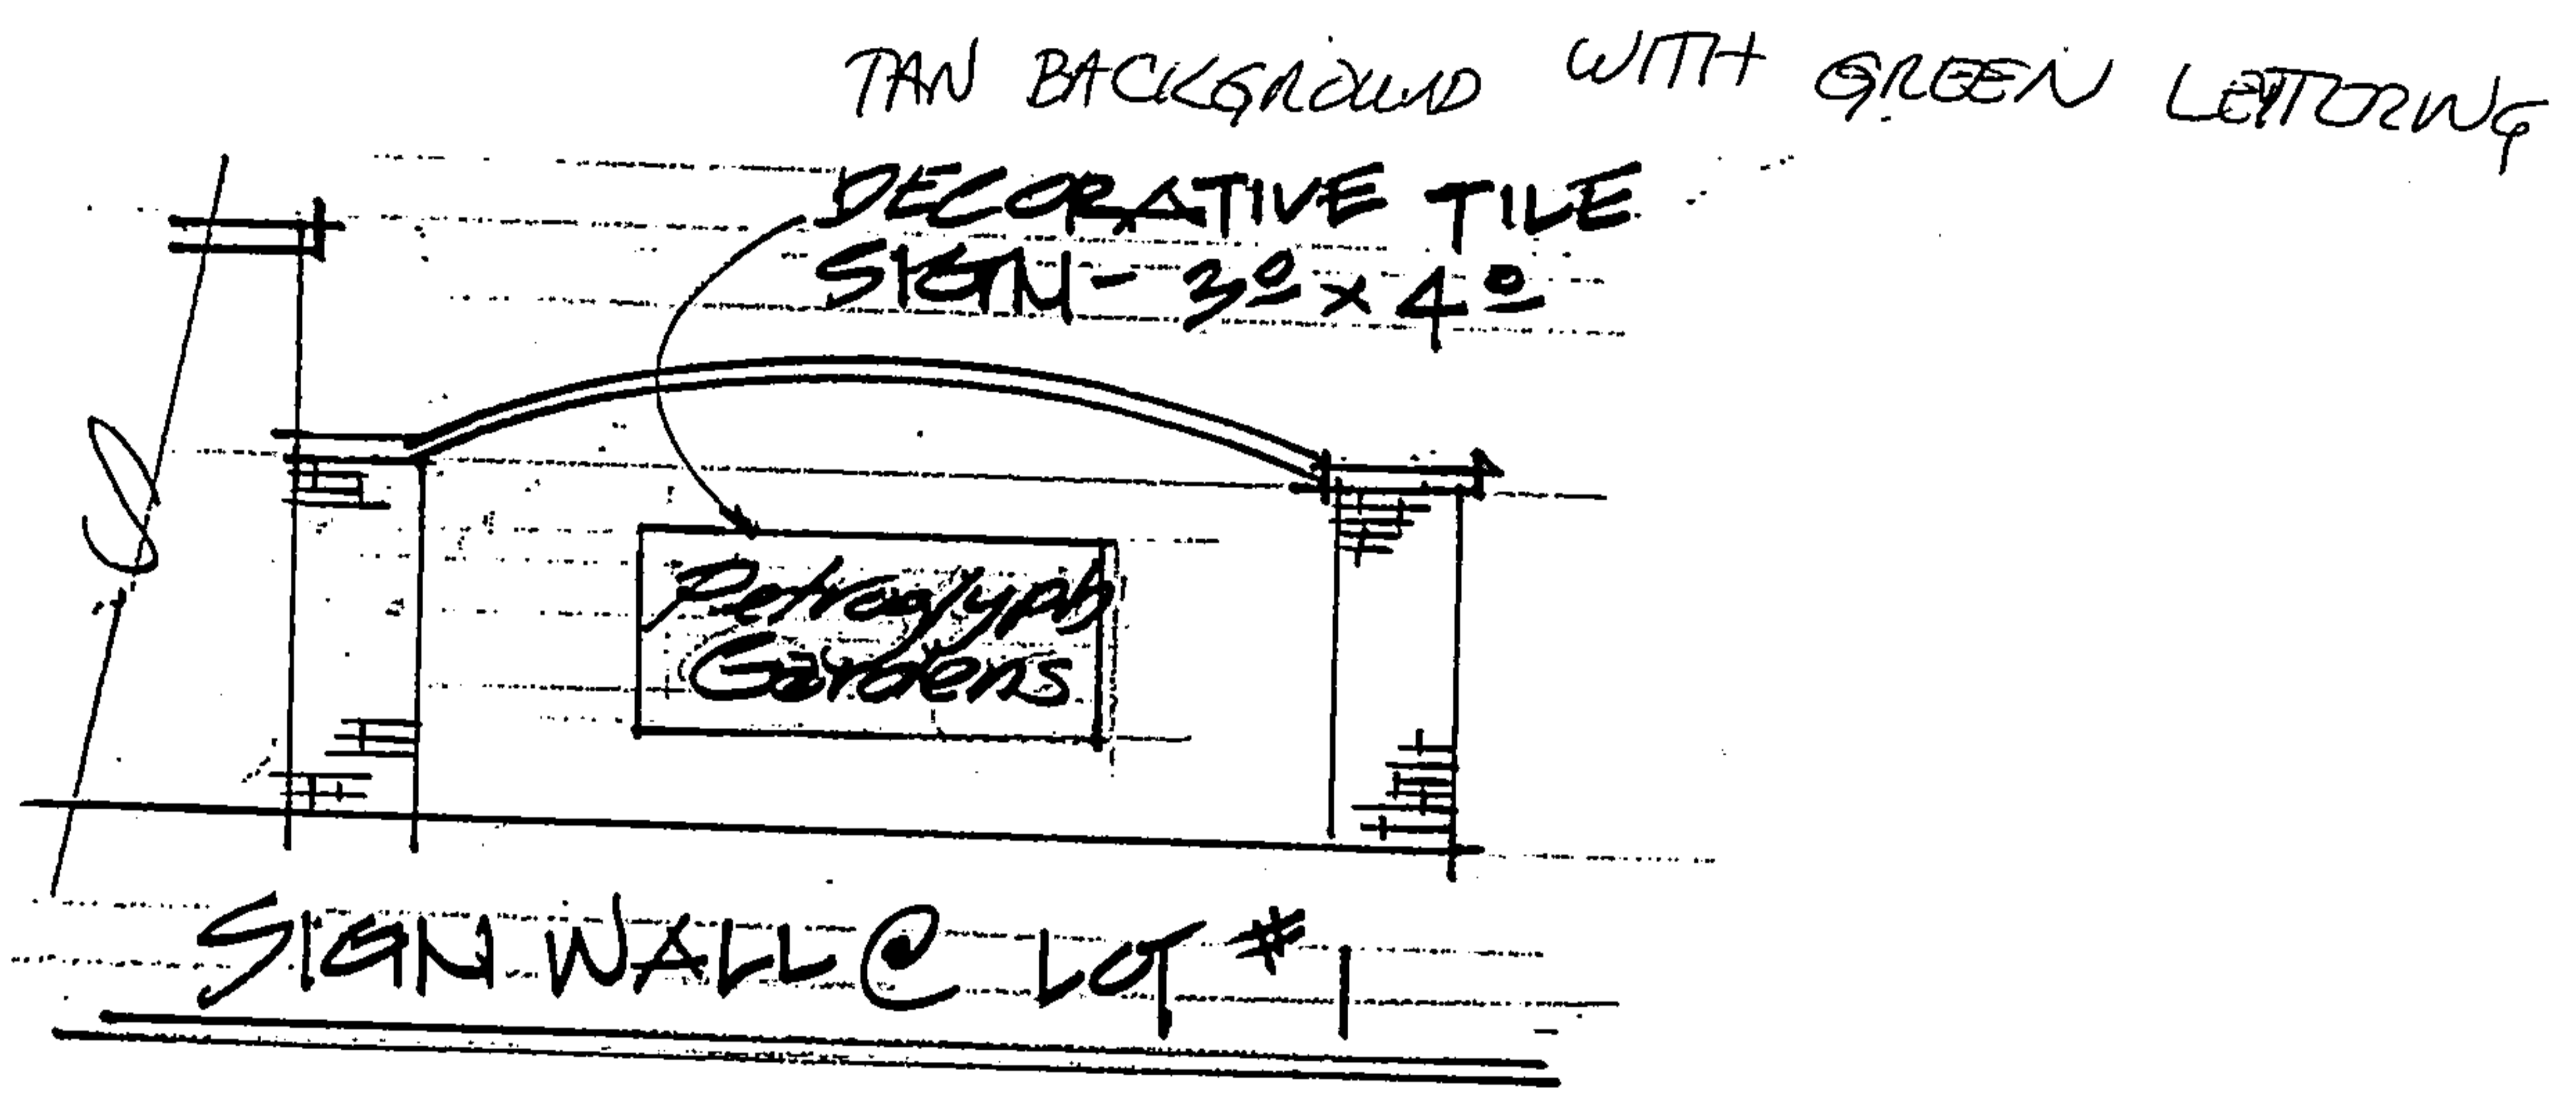 TAN BACKGROUND WITH GREEN LETTERING
DECORATIVE TILE
SIGN - 3º x 4º
Petroglyph
Gardens
SIGN WALL @ LOT #1